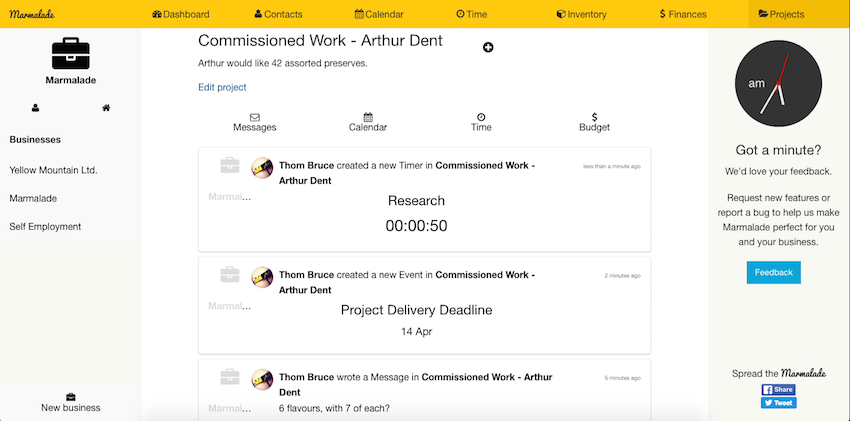 Marmalade
Dashboard
Contacts
Calendar
Time
Inventory
$ Finances
Projects
Marmalade
Businesses
Yellow Mountain Ltd.
Marmalade
Self Employment
New business
Commissioned Work - Arthur Dent
Arthur would like 42 assorted preserves.
Edit project
Messages
Calendar
Time
$
Budget
Marmal...
Thom Bruce created a new Timer in Commissioned Work -
Arthur Dent
less than a minute ago
Research
00:00:50
Marmal...
Thom Bruce created a new Event in Commissioned Work -
Arthur Dent
2 minutes ago
Project Delivery Deadline
14 Apr
Marmal...
Thom Bruce wrote a Message in Commissioned Work - Arthur
Dent
5 minutes ago
6 flavours, with 7 of each?
am
Got a minute?
We'd love your feedback.
Request new features or
report a bug to help us make
Marmalade perfect for you
and your business.
Feedback
Spread the Marmalade
Share
Tweet